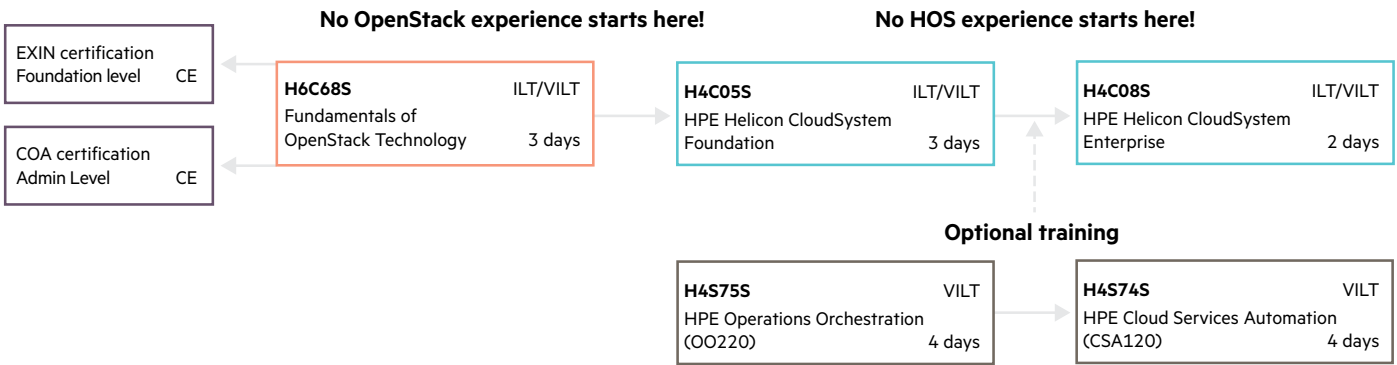 No OpenStack experience starts here!
No HOS experience starts here!
EXIN certification
Foundation level CE
COA certification
Admin Level CE
H6C68S ILT/VILT
Fundamentals of
OpenStack Technology 3 days
H4C05S ILT/VILT
HPE Helicon CloudSystem
Foundation 3 days
H4C08S ILT/VILT
HPE Helicon CloudSystem
Enterprise 2 days
Optional training
H4S75S VILT
HPE Operations Orchestration
(OO220) 4 days
H4S74S VILT
HPE Cloud Services Automation
(CSA120) 4 days